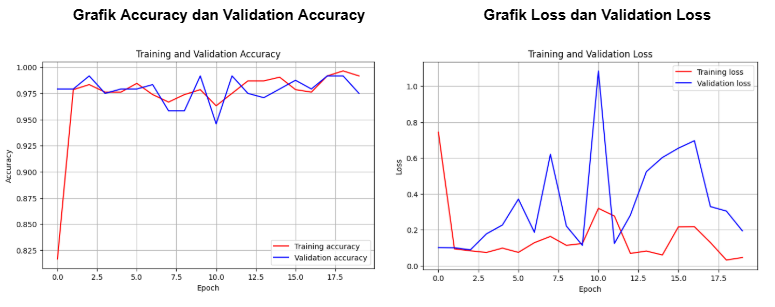 Grafik Accuracy dan Validation Accuracy
Grafik Loss dan Validation Loss
Training and Validation Accuracy
1.000
0.975
0.950
0.925
0.900
0.875
0.850
0.825
Accuracy
0.0 2.5 5.0 7.5 10.0 12.5 15.0 17.5
Epoch
Training accuracy
Validation accuracy
Training and Validation Loss
Training loss
Validation loss
1.0
0.8
0.6
0.4
0.2
0.0
Loss
0.0 2.5 5.0 7.5 10.0 12.5 15.0 17.5
Epoch